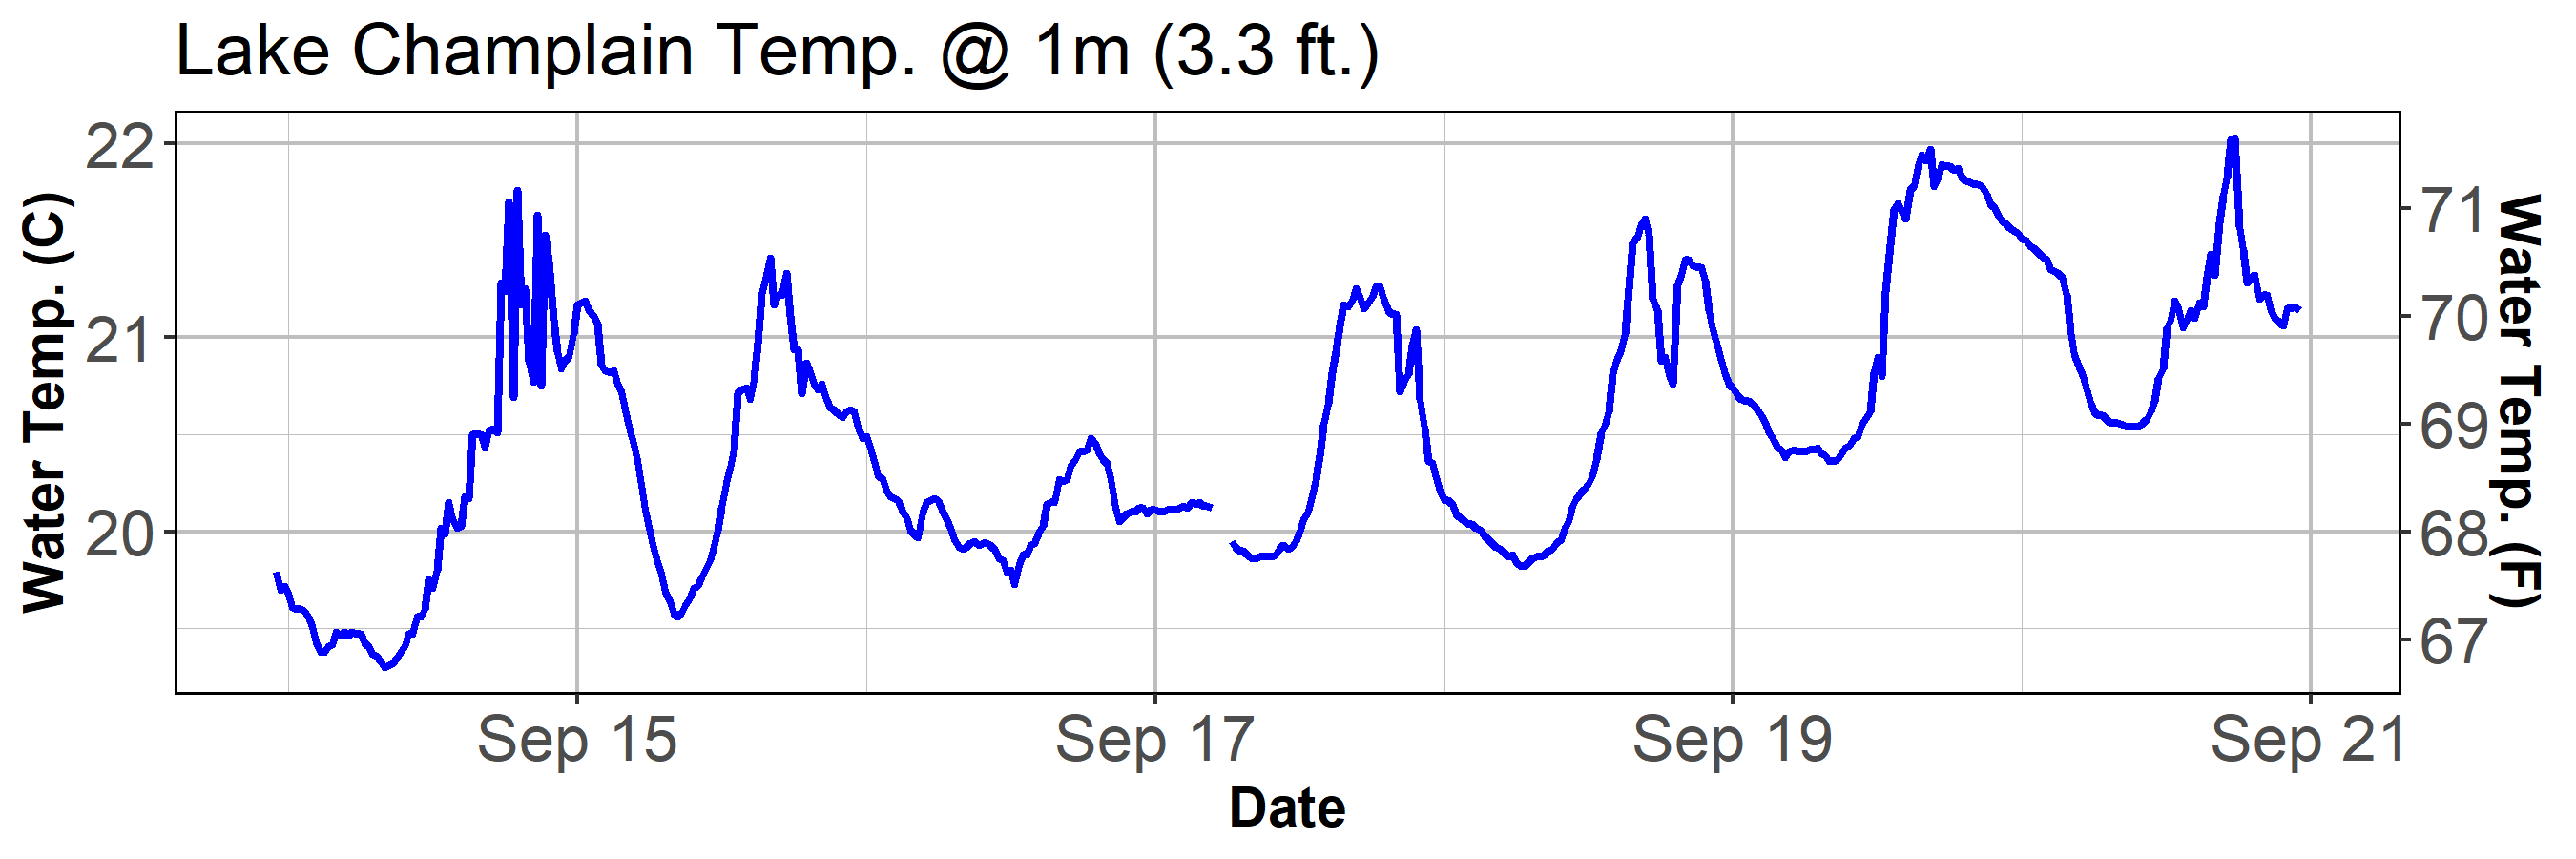 Lake Champlain Temp. @ 1m (3.3 ft.)
Water Temp. (C)
22
21
20
71
70
69
68
67
Water Temp. (F)
Sep 15
Sep 17
Sep 19
Sep 21
Date